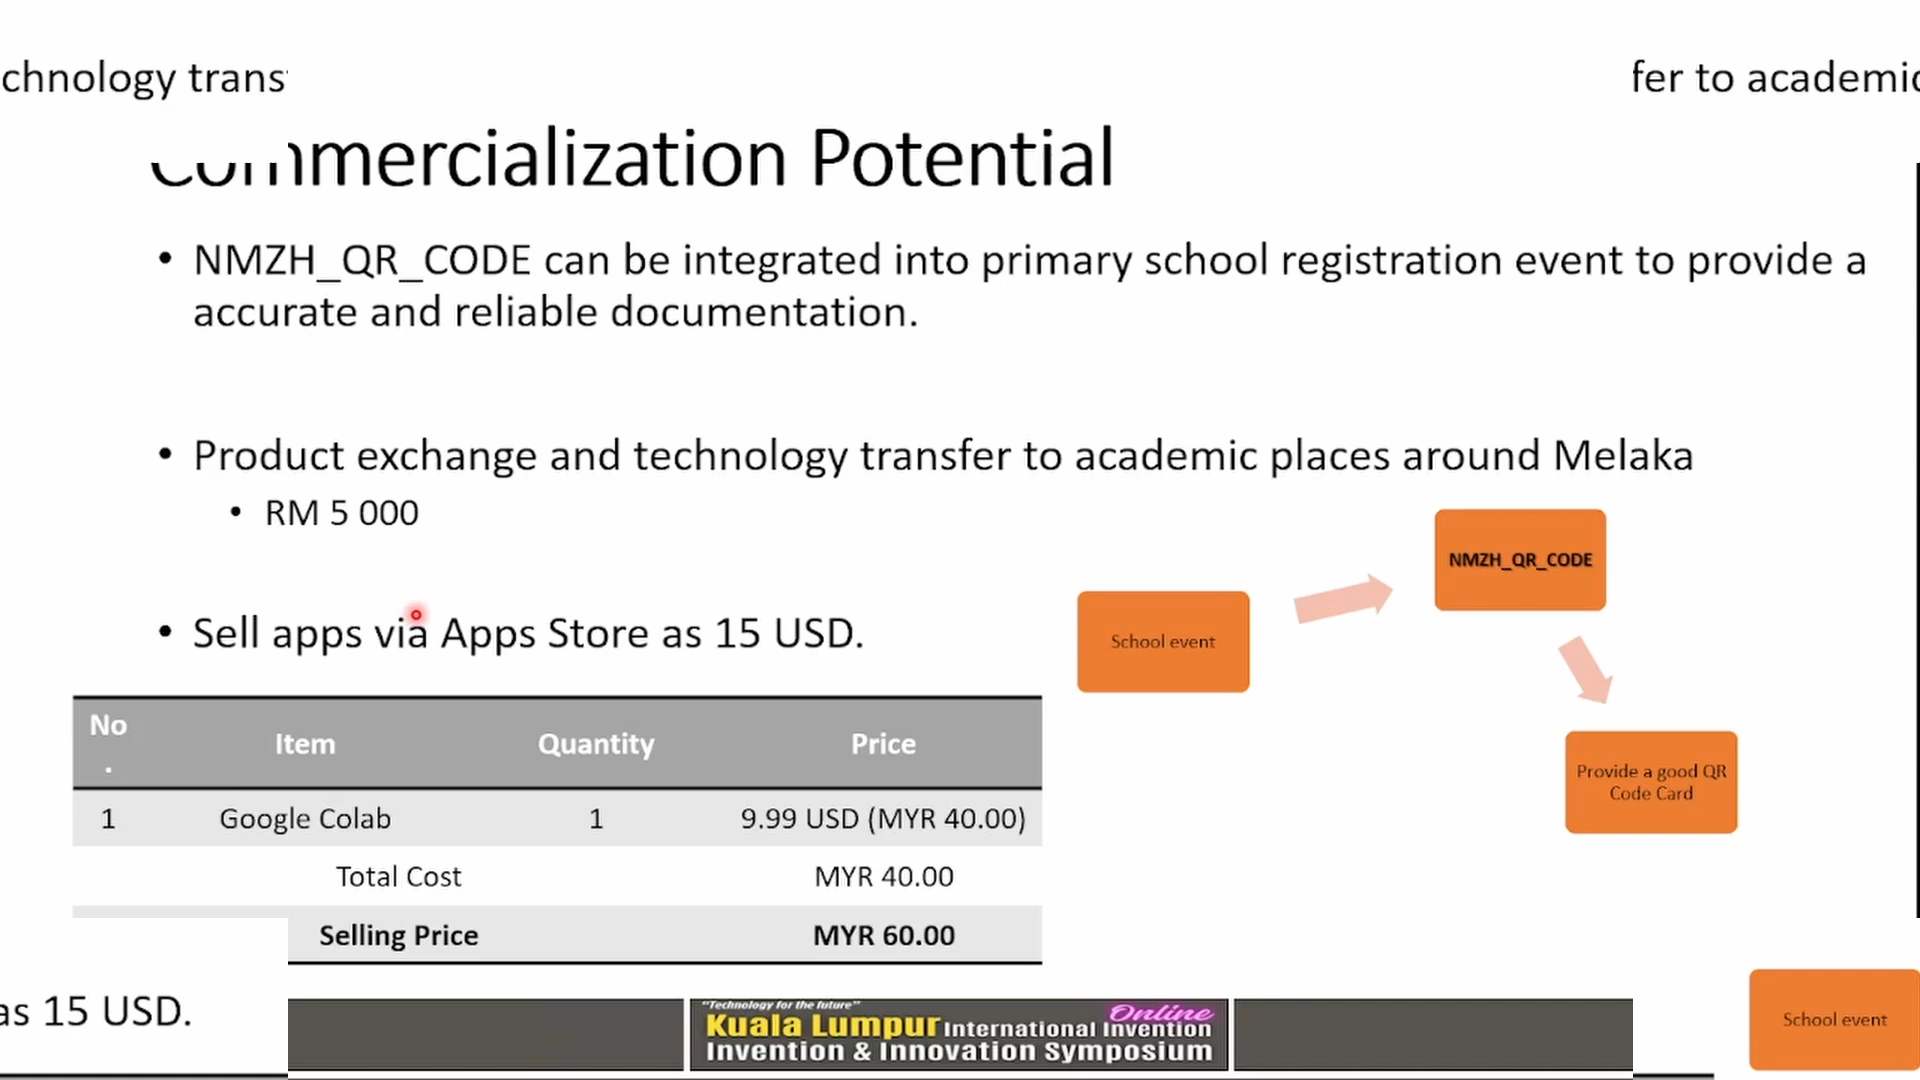 chnology trans
fer to academic
Commercialization Potential
• NMZH_QR_CODE can be integrated into primary school registration event to provide a
accurate and reliable documentation.
• Product exchange and technology transfer to academic places around Melaka
• RM 5 000
• Sell apps via Apps Store as 15 USD.
NMZH_QR_CODE
School event
Provide a good QR
Code Card
No
.
Item Quantity Price
1 Google Colab 1 9.99 USD (MYR 40.00)
Total Cost MYR 40.00
Selling Price MYR 60.00
as 15 USD.
School event
"Technology for the future"
Online
Kuala Lumpur International Invention
Invention & Innovation Symposium